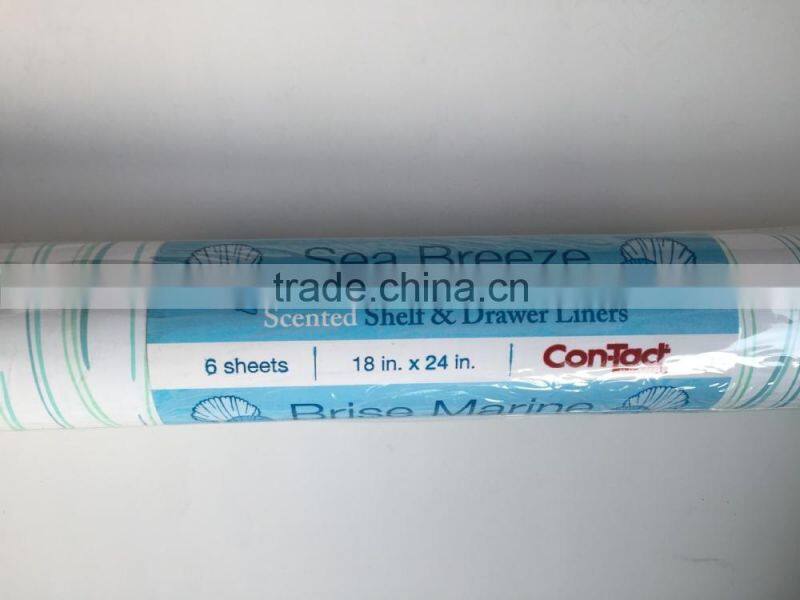 Sea Breeze
trade.china.cn
Scented Shelf & Drawer Liners
6 sheets 18 in. x 24 in. Con-Tact
Brise Marine